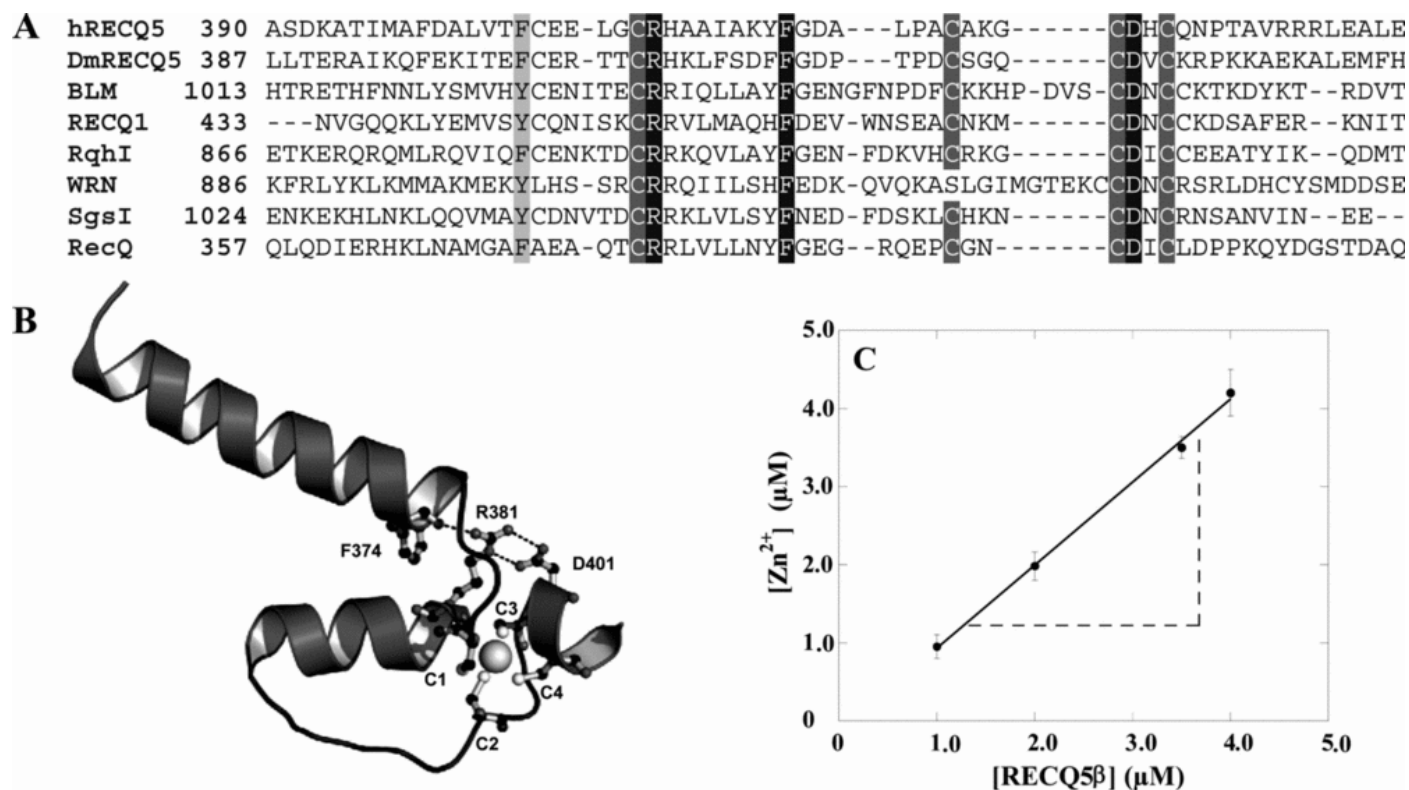 A
hRECQ5 390 ASDKATIMAFDALVTFCEE-LGCRHAAIAKYFGDA---LPACAKG------CDHCQNPTAVRRRLEALE
DmRECQ5 387 LLTERAIKQFEKITEFCERT-TTCRHKLFSDFFGDP---TPDCSGQ------CDVCKRPKKAEKALEMFH
BLM 1013 HTRETHFNNLYSMVHYCENITECRRIQLLAYFGENGFNPDFCKKHP-DVS-CDNCCKTKDYKT--RDVT
RECQ1 433 ---NVGQQKLYEMVSYCQNISKCRRVLMAQHFDEV-WNSEACNKM------CDNCCKDSAFER--KNIT
RqhI 866 ETKERQRQMLRQVIQFCENKTDCRRKQVLAYFGEN-FDKVHCRKG------CDICCEEATYIK--QDMT
WRN 886 KFRLYKLKMMAKMEKYLHS-SRCRRQIILSHFEDK-QVQKASLGIMGTEKCCDNCRSRLDHCYSMDDSE
SgsI 1024 ENKEKHLNKLQQVMAYCDNVTDCRRKLVLSYFNED-FDSKLCHKN------CDNCRNSANVIN--EE--
RecQ 357 QLQDIERHKLNAMGAFAEA-QTCRRLVLLNYFGEG--RQEPCGN-------CDICLDPPKQYDGSTDAQ
B
F374
R381
D401
C3
C1
C4
C2
C
[Zn2+] (μM)
5.0
4.0
3.0
2.0
1.0
0
0 1.0 2.0 3.0 4.0 5.0
[RECQ5β] (μM)